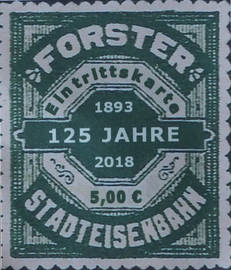 FORSTER
Eintrittskarte
1893
125 JAHRE
2018
5,00 €
STADTEISENBAHN